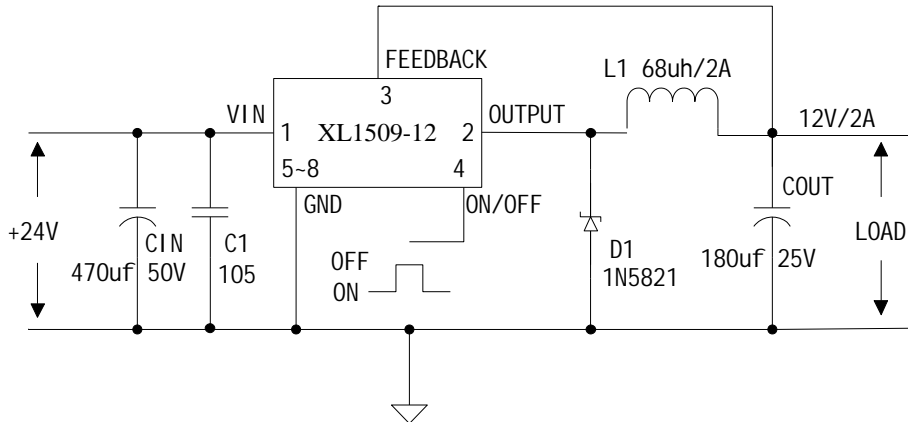 FEEDBACK
L1 68uh/2A
3
VIN
OUTPUT
1
XL1509-12
2
12V/2A
5~8
4
GND
ON/OFF
COUT
+24V
CIN
C1
OFF
D1
LOAD
470uf 50V
105
ON
1N5821
180uf 25V